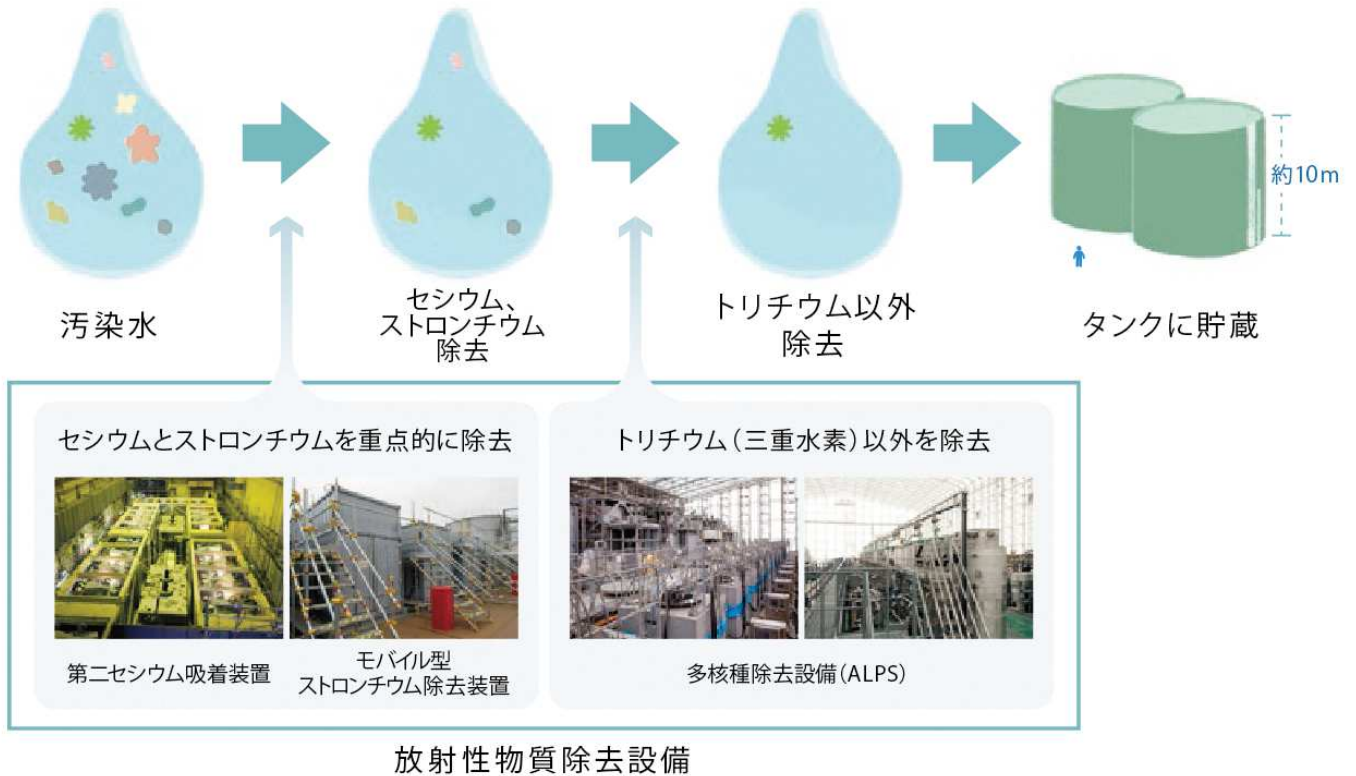 約10m
汚染水
セシウム、
ストロンチウム
除去
トリチウム以外
除去
タンクに貯蔵
セシウムとストロンチウムを重点的に除去
トリチウム(三重水素)以外を除去
第二セシウム吸着装置
モバイル型
ストロンチウム除去装置
多核種除去設備(ALPS)
放射性物質除去設備